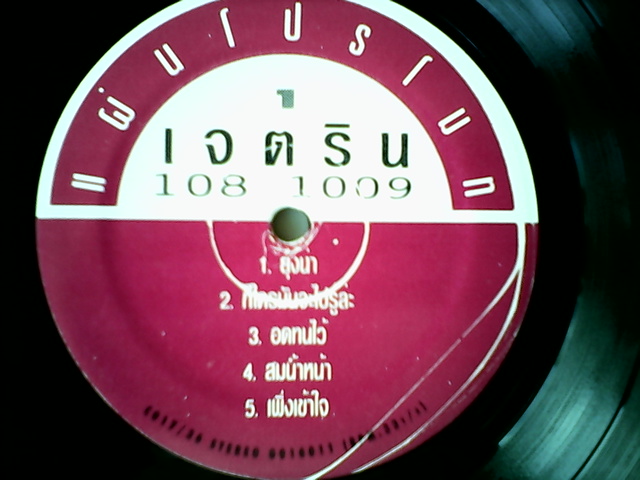 แผ่นโปรโมท
1
เจตริน
108 1009
1. ยุ่งน่า
2. ก็ใครมันจะไปรู้ล่ะ
3. อดทนไว้
4. สมน้ำหน้า
5. เพิ่งเข้าใจ
STEREO